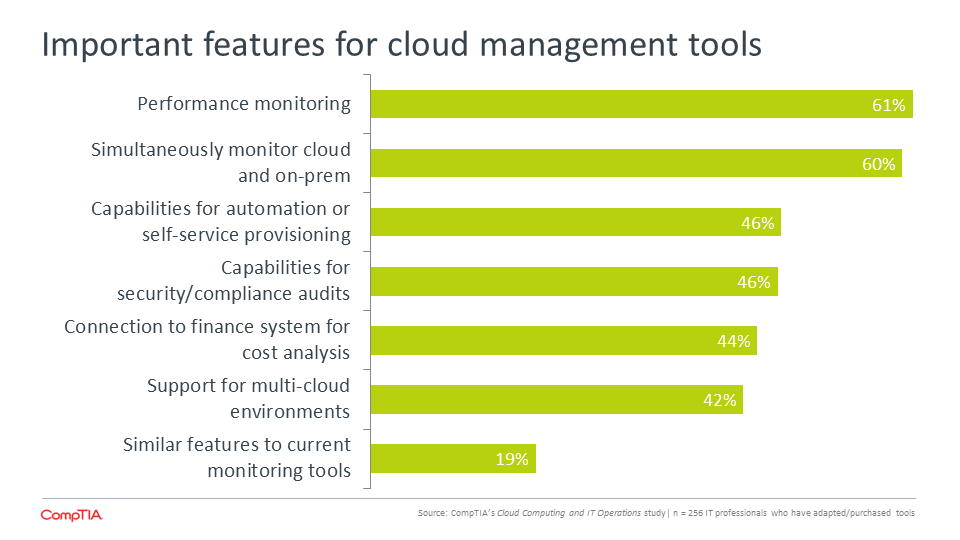 Important features for cloud management tools
Performance monitoring
61%
Simultaneously monitor cloud
and on-prem
60%
Capabilities for automation or
self-service provisioning
46%
Capabilities for
security/compliance audits
46%
Connection to finance system for
cost analysis
44%
Support for multi-cloud
environments
42%
Similar features to current
monitoring tools
19%
CompTIA
Source: CompTIA's Cloud Computing and IT Operations study | n = 256 IT professionals who have adapted/purchased tools